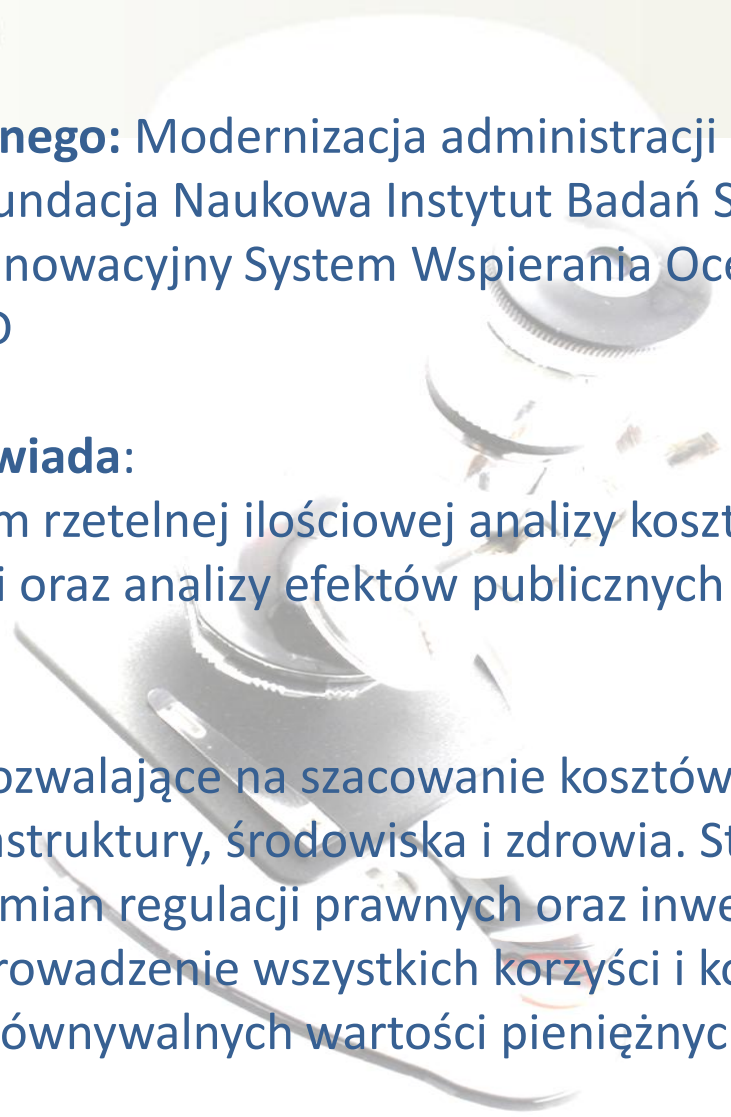 nego: Modernizacja administracji
undacja Naukowa Instytut Badań S
nowacyjny System Wspierania Oce
O
wiada:
m rzetelnej ilościowej analizy koszt
i oraz analizy efektów publicznych
ozwalające na szacowanie kosztów
astruktury, środowiska i zdrowia. St
mian regulacji prawnych oraz inwe
rowadzenie wszystkich korzyści i ko
ównywalnych wartości pieniężnyc